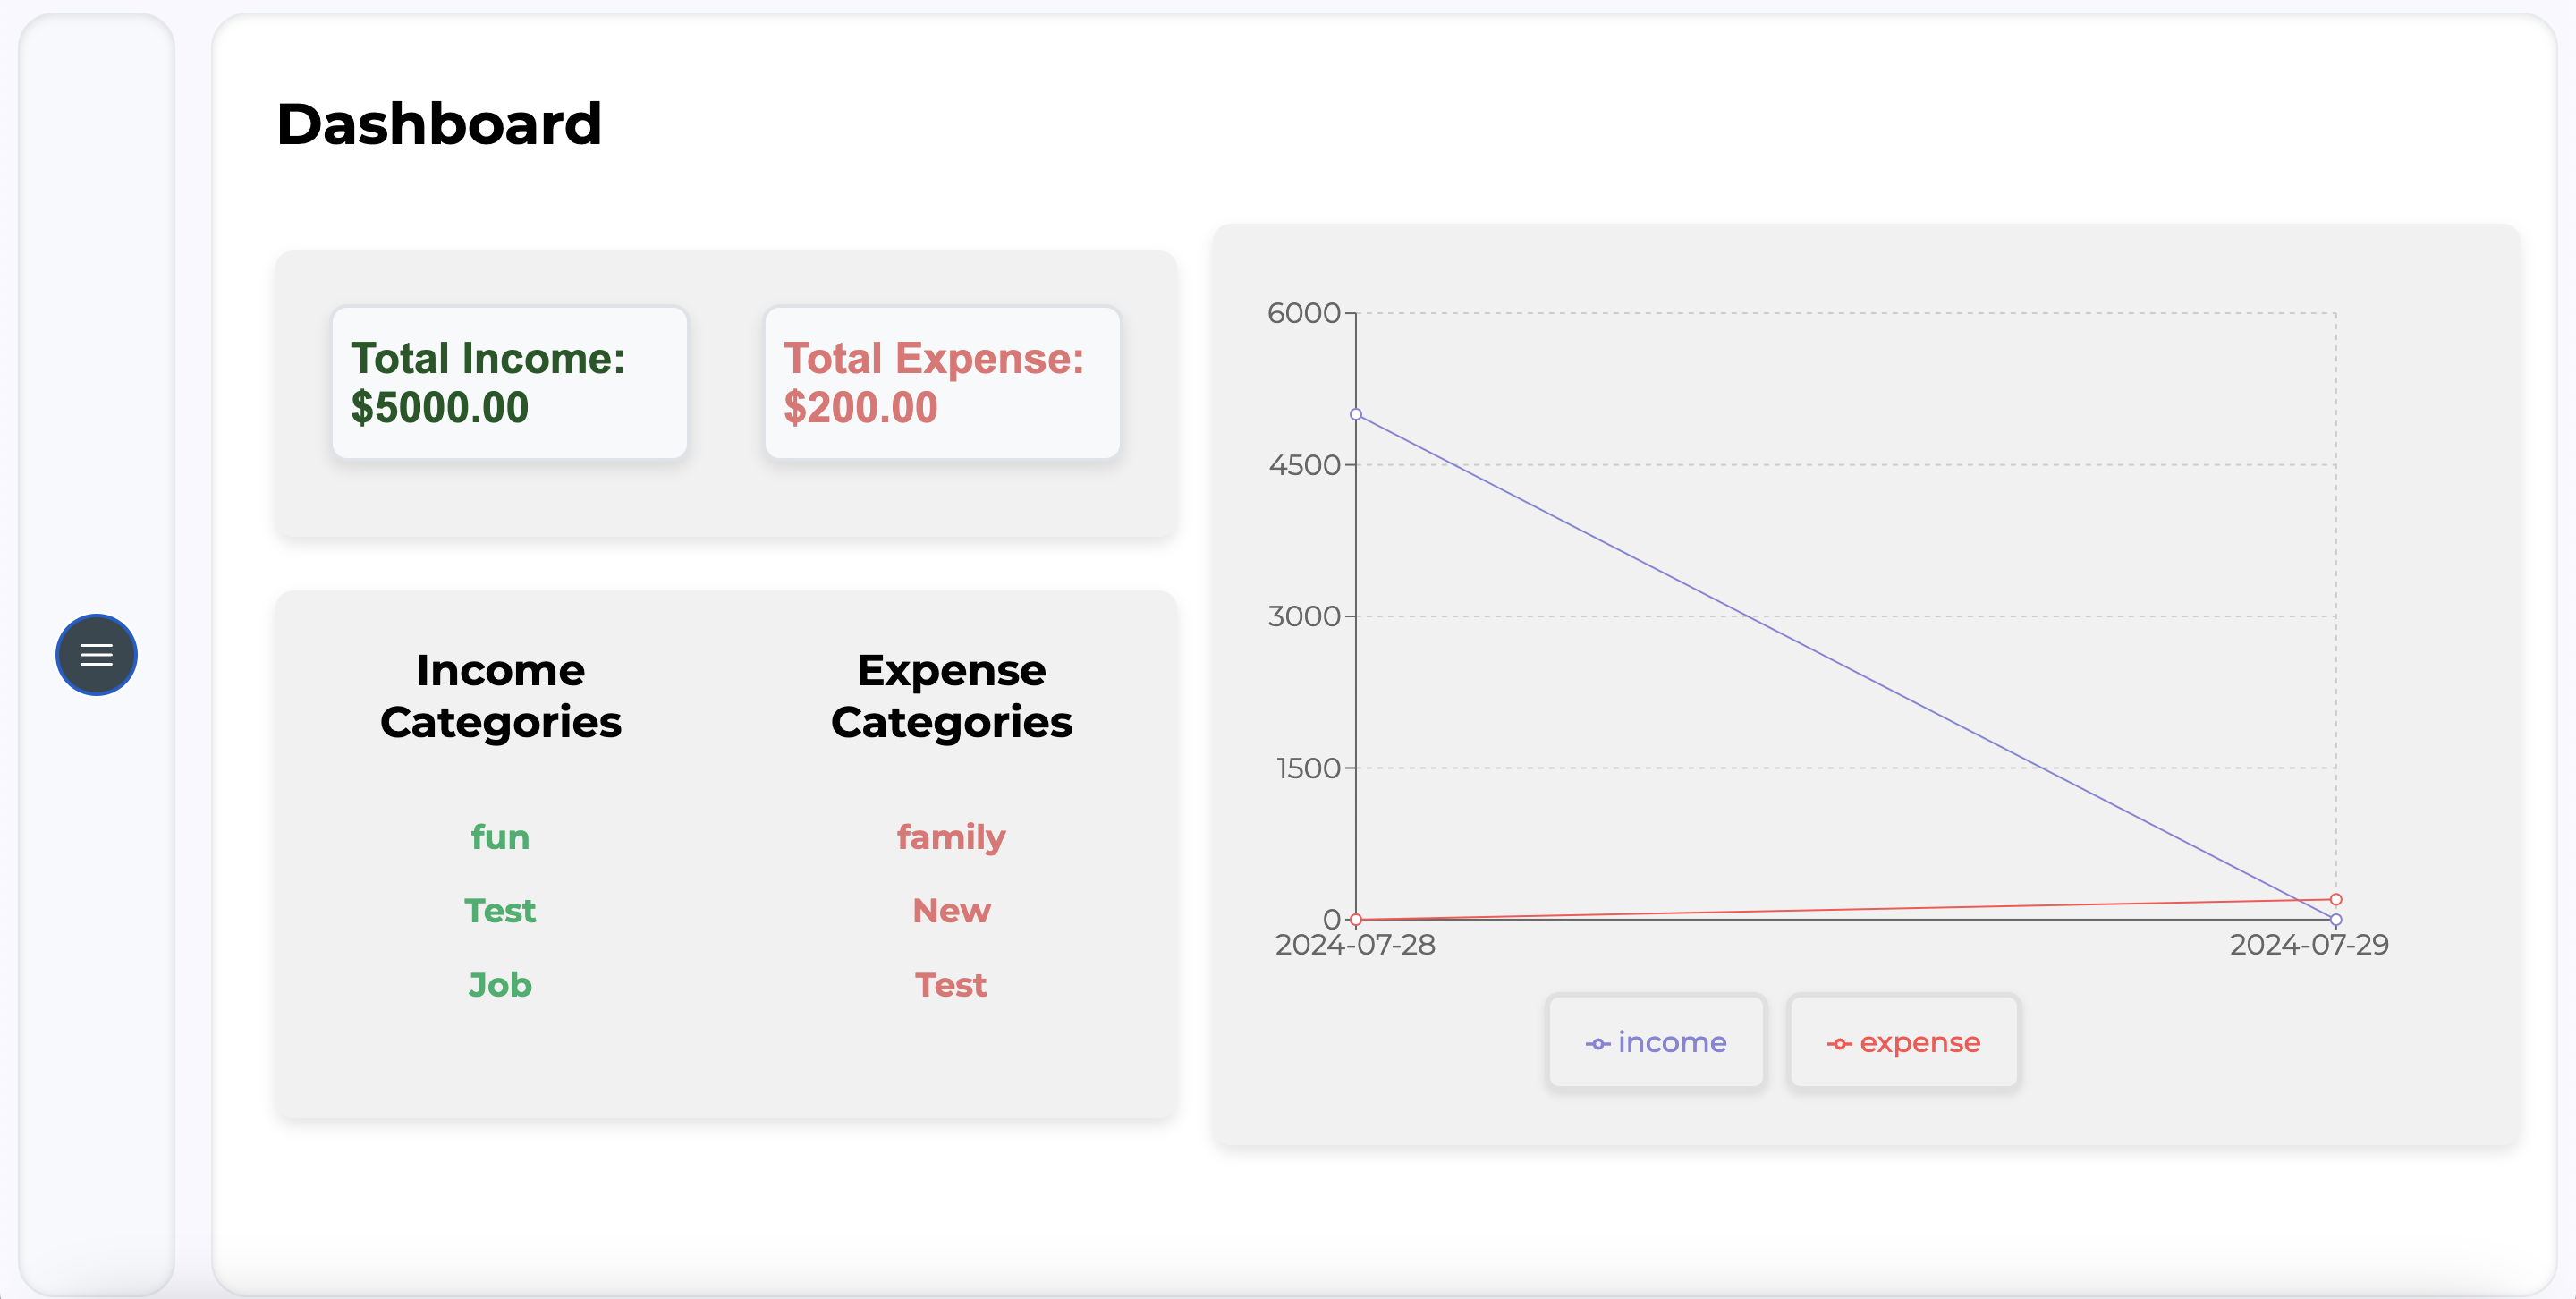 Dashboard
Total Income:
$5000.00
Total Expense:
$200.00
Income
Categories
fun
Test
Job
Expense
Categories
family
New
Test
6000
4500
3000
1500
0
2024-07-28
2024-07-29
income
expense